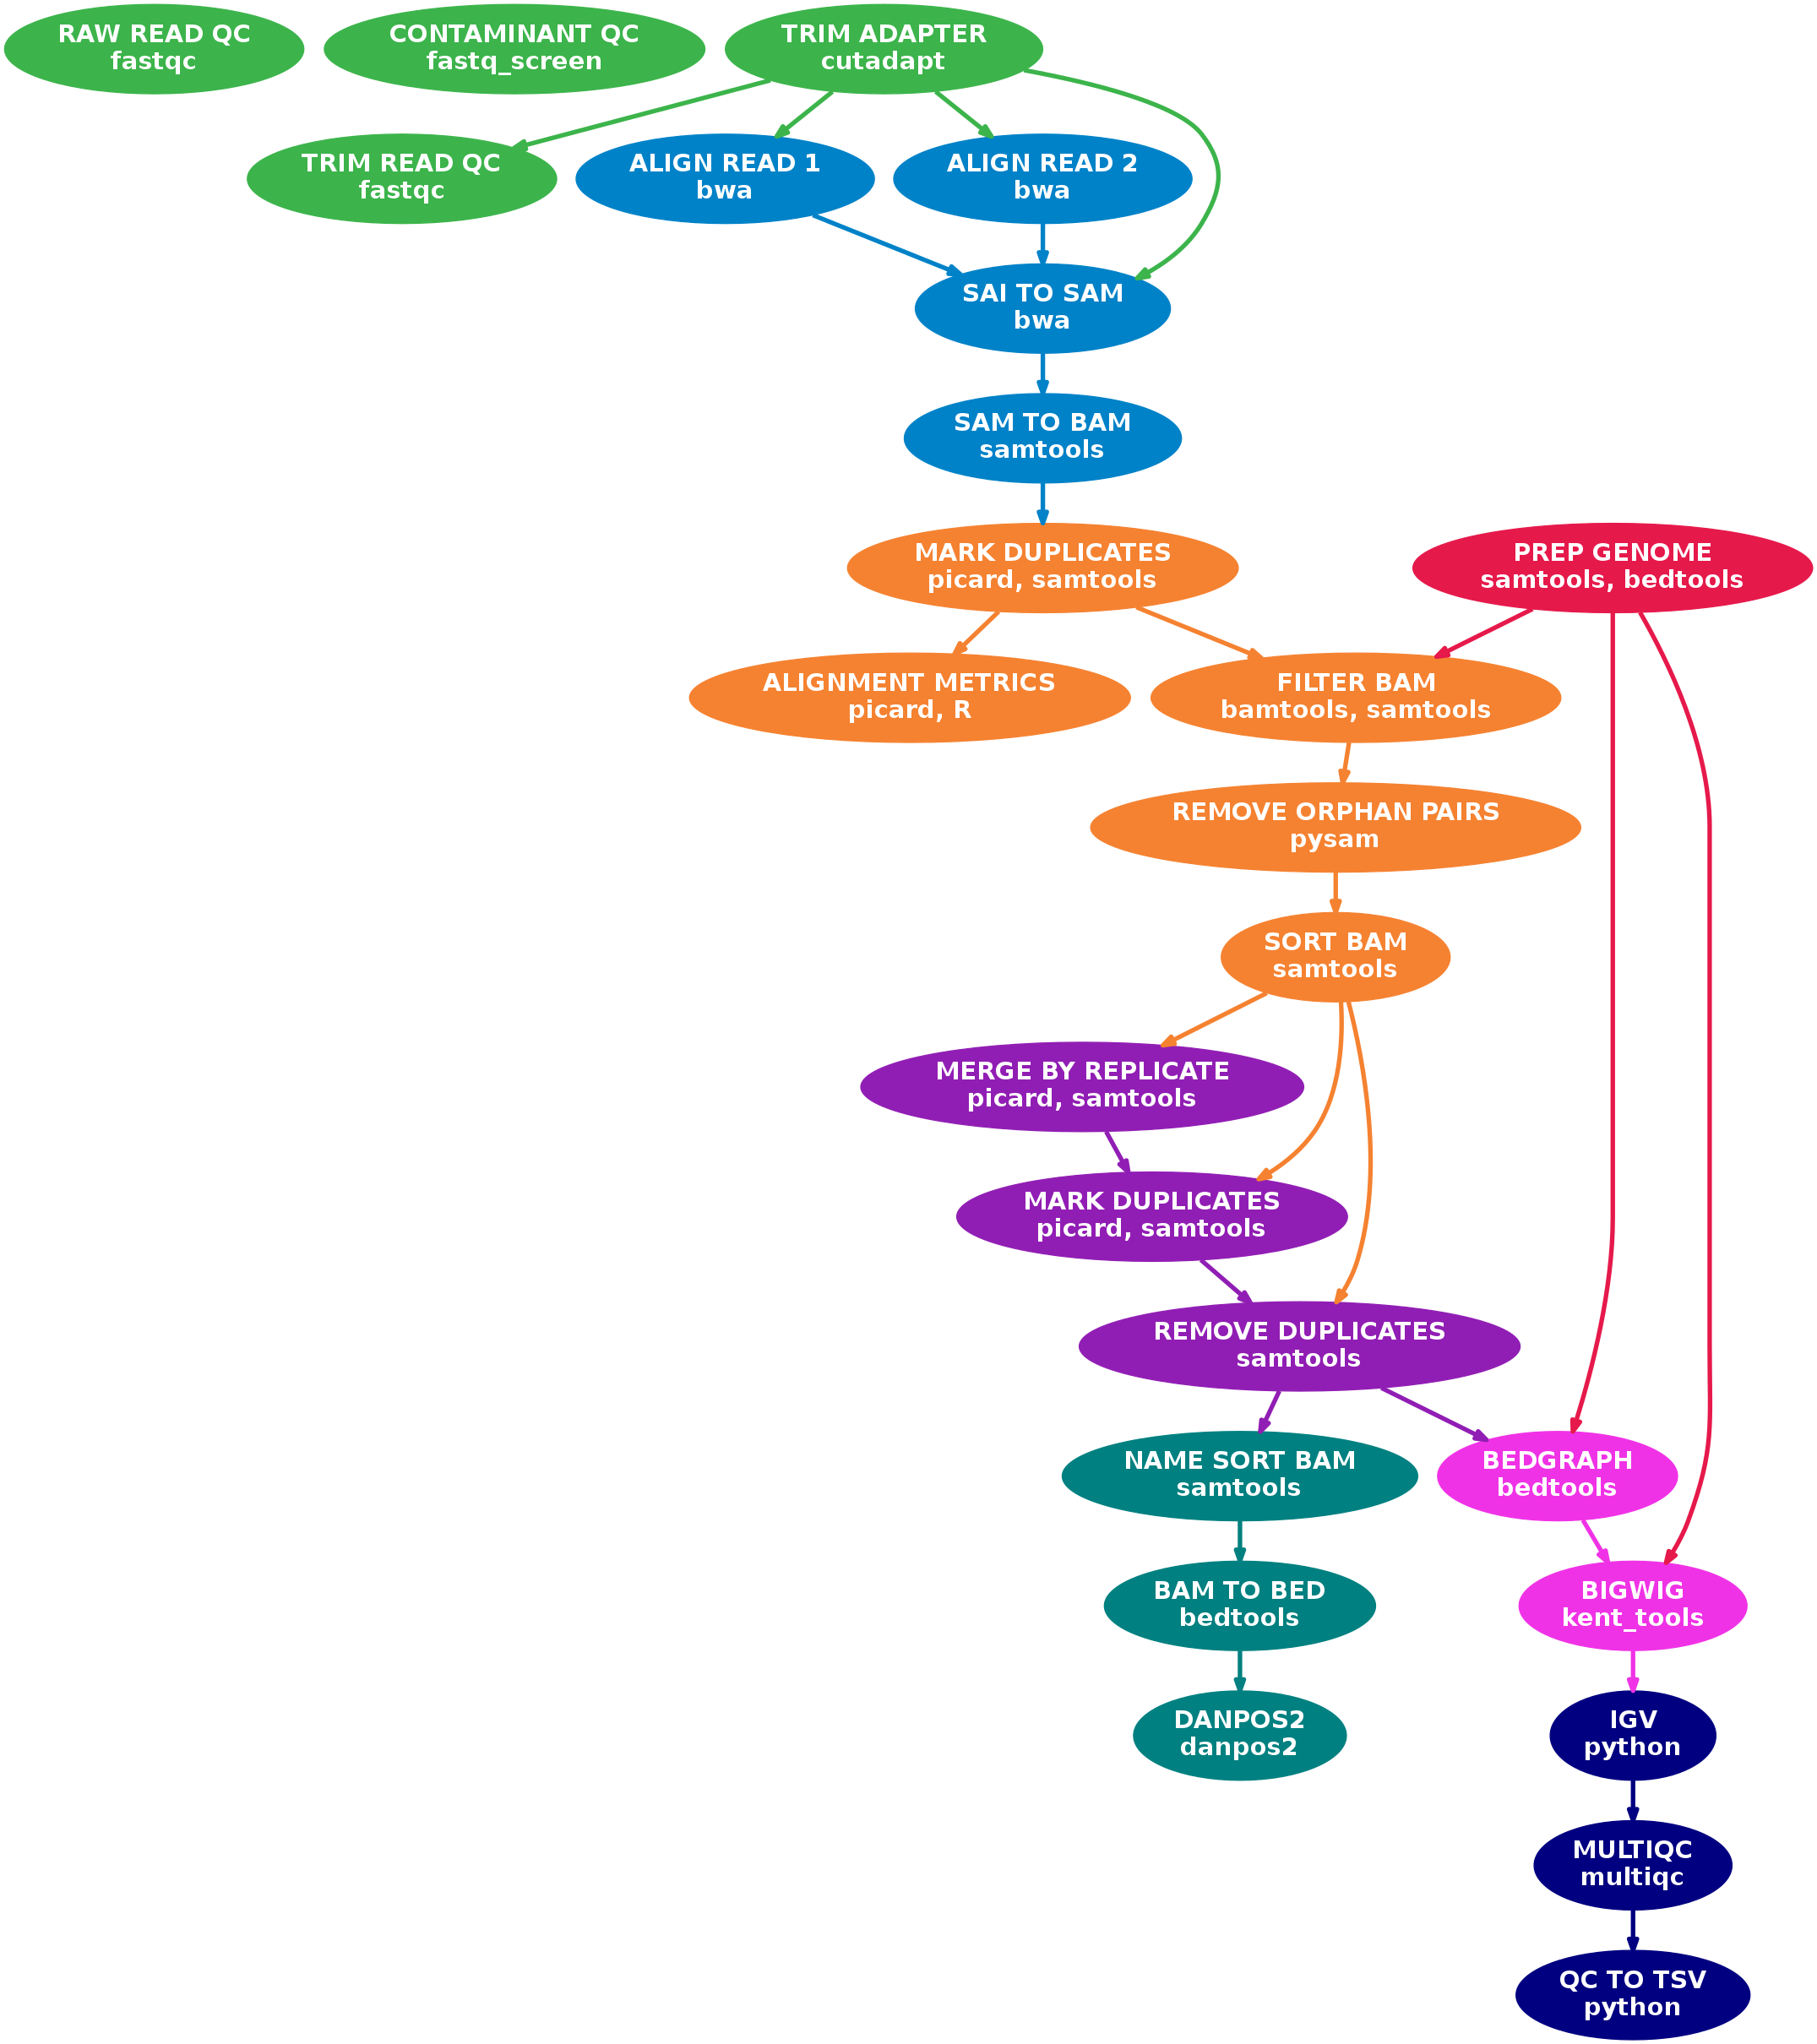 RAW READ QC
fastqc
CONTAMINANT QC
fastq_screen
TRIM ADAPTER
cutadapt
TRIM READ QC
fastqc
ALIGN READ 1
bwa
ALIGN READ 2
bwa
SAI TO SAM
bwa
SAM TO BAM
samtools
MARK DUPLICATES
picard, samtools
PREP GENOME
samtools, bedtools
ALIGNMENT METRICS
picard, R
FILTER BAM
bamtools, samtools
REMOVE ORPHAN PAIRS
pysam
SORT BAM
samtools
MERGE BY REPLICATE
picard, samtools
MARK DUPLICATES
picard, samtools
REMOVE DUPLICATES
samtools
NAME SORT BAM
samtools
BEDGRAPH
bedtools
BAM TO BED
bedtools
BIGWIG
kent_tools
DANPOS2
danpos2
IGV
python
MULTIQC
multiqc
QC TO TSV
python